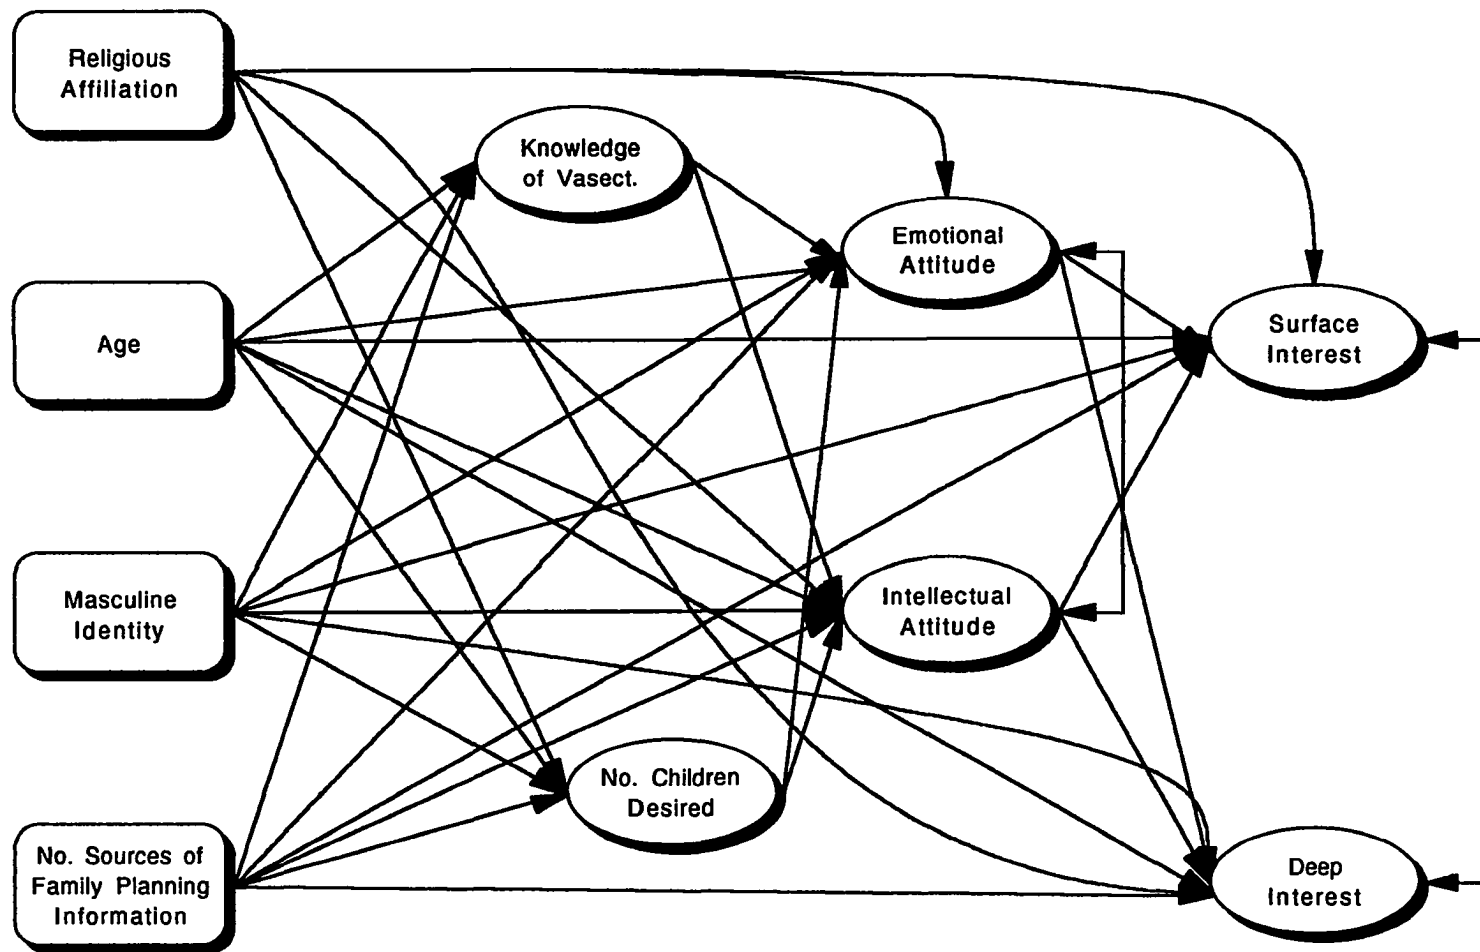 Religious
Affiliation
Knowledge
of Vasect.
Emotional
Attitude
Age
Surface
Interest
Masculine
Identity
Intellectual
Attitude
No. Children
Desired
No. Sources of
Family Planning
Information
Deep
Interest